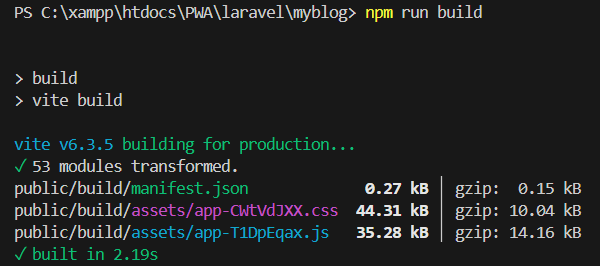 PS C:\xampp\htdocs\PWA\laravel\myblog> npm run build
> build
> vite build
vite v6.3.5 building for production...
✓ 53 modules transformed.
public/build/manifest.json 0.27 kB │ gzip: 0.15 kB
public/build/assets/app-CWtVdJXX.css 44.31 kB │ gzip: 10.04 kB
public/build/assets/app-T1DpEqax.js 35.28 kB │ gzip: 14.16 kB
✓ built in 2.19s